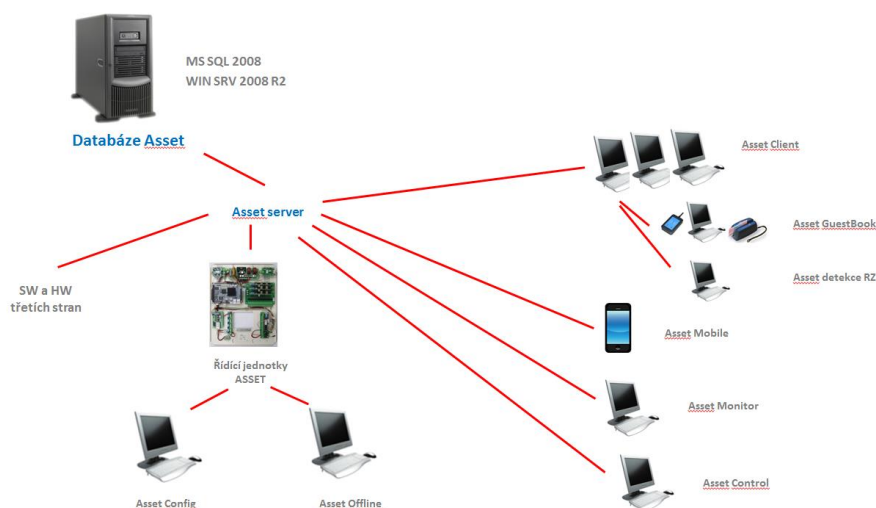 MS SQL 2008
WIN SRV 2008 R2
Databáze Asset
Asset Client
Asset server
Asset GuestBook
SW a HW
třetích stran
Asset detekce RZ
Asset Mobile
Řídící jednotky
ASSET
Asset Monitor
Asset Control
Asset Config
Asset Offline